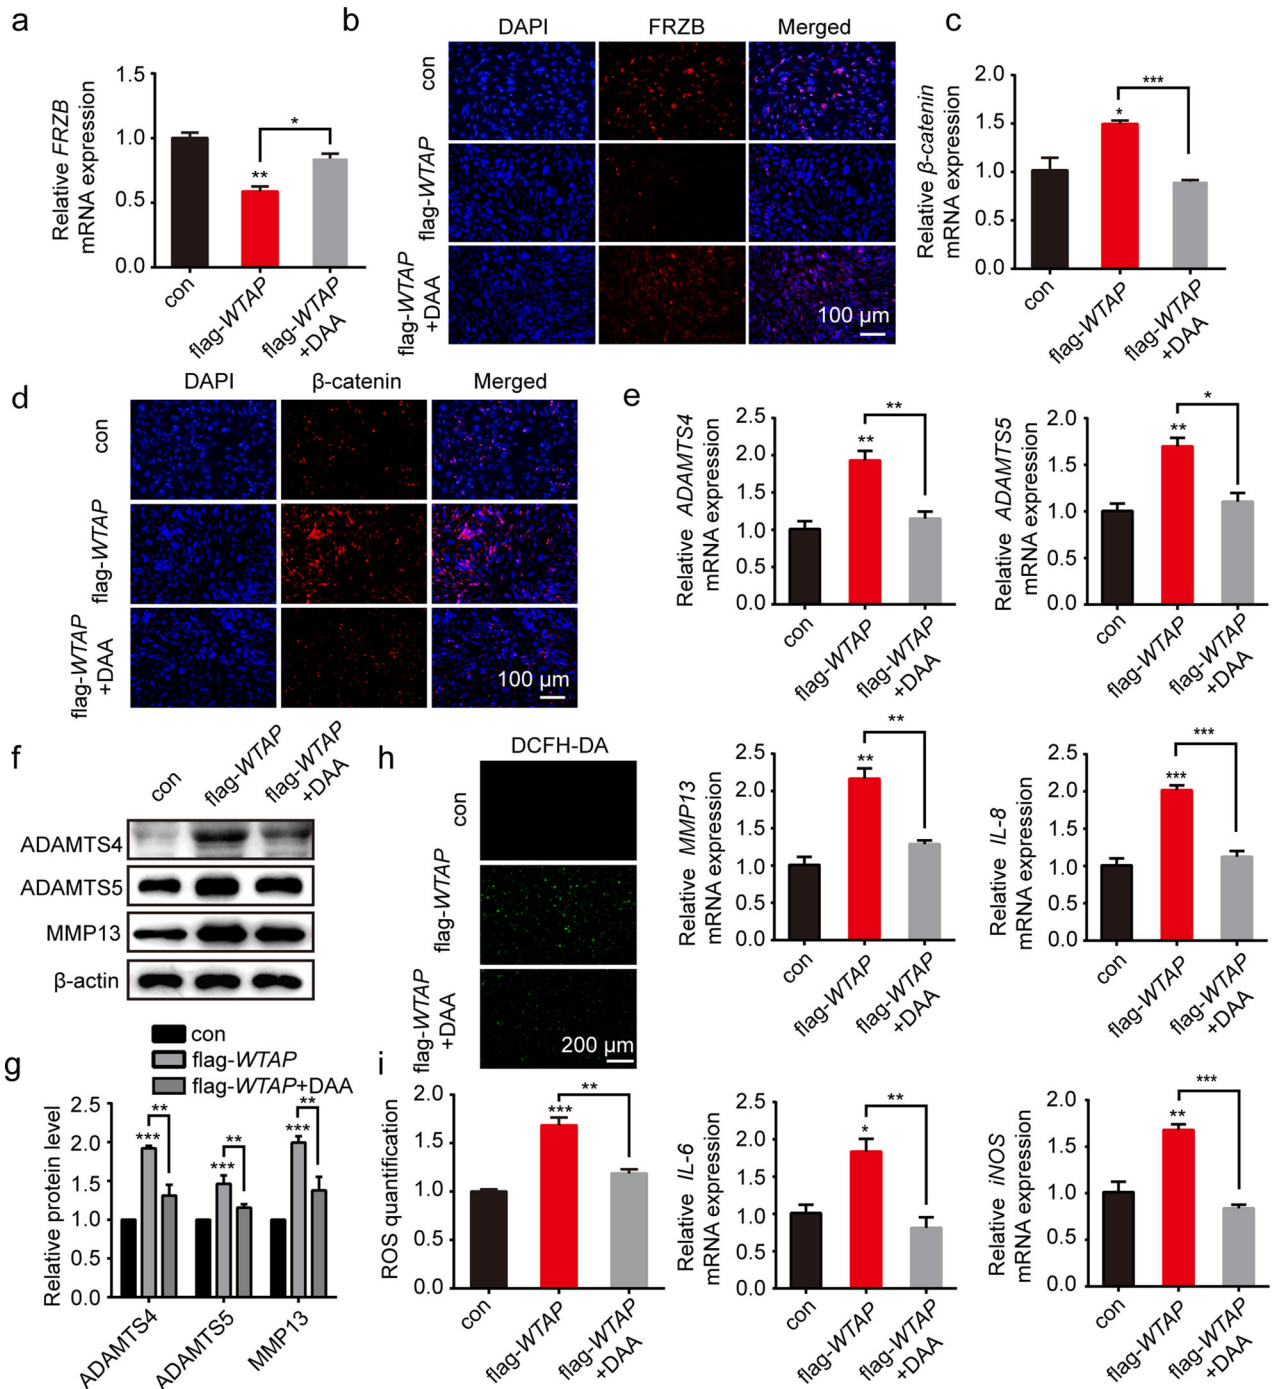 a
Relative FRZB
mRNA expression
1.5
1.0
0.5
0.0
*
**
con
flag-WTAP
flag-WTAP
+DAA
b
DAPI
FRZB
Merged
con
flag-WTAP
flag-WTAP
+DAA
100 µm
c
Relative β-catenin
mRNA expression
2.0
1.5
1.0
0.5
0.0
***
*
con
flag-WTAP
flag-WTAP
+DAA
d
DAPI
β-catenin
Merged
con
flag-WTAP
flag-WTAP
+DAA
100 µm
e
Relative ADAMTS4
mRNA expression
2.5
2.0
1.5
1.0
0.5
0.0
**
**
con
flag-WTAP
flag-WTAP
+DAA
Relative ADAMTS5
mRNA expression
2.0
1.5
1.0
0.5
0.0
*
**
con
flag-WTAP
flag-WTAP
+DAA
Relative MMP13
mRNA expression
2.5
2.0
1.5
1.0
0.5
0.0
**
**
con
flag-WTAP
flag-WTAP
+DAA
Relative IL-8
mRNA expression
2.5
2.0
1.5
1.0
0.5
0.0
***
***
con
flag-WTAP
flag-WTAP
+DAA
Relative IL-6
mRNA expression
2.5
2.0
1.5
1.0
0.5
0.0
**
*
con
flag-WTAP
flag-WTAP
+DAA
Relative iNOS
mRNA expression
2.0
1.5
1.0
0.5
0.0
***
**
con
flag-WTAP
flag-WTAP
+DAA
f
con
flag-WTAP
flag-WTAP
+DAA
ADAMTS4
ADAMTS5
MMP13
β-actin
g
con
flag-WTAP
flag-WTAP+DAA
Relative protein level
2.5
2.0
1.5
1.0
0.5
0.0
**
***
**
***
**
***
ADAMTS4
ADAMTS5
MMP13
h
DCFH-DA
con
flag-WTAP
flag-WTAP
+DAA
200 µm
i
ROS quantification
2.0
1.5
1.0
0.5
0.0
**
***
con
flag-WTAP
flag-WTAP
+DAA